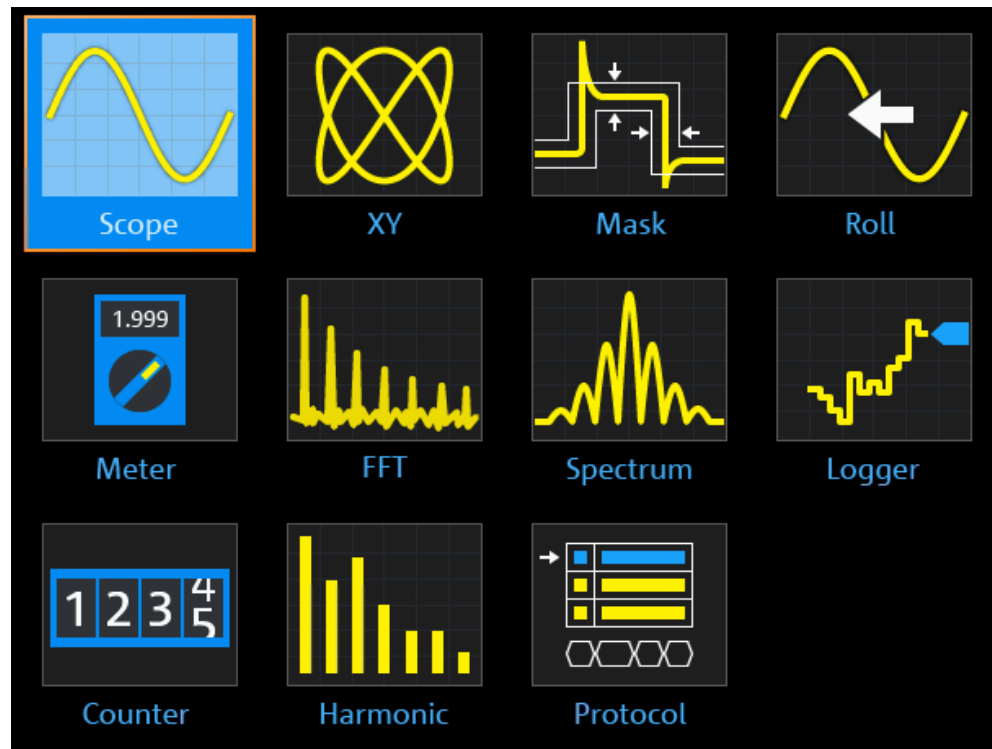 Scope
XY
Mask
Roll
1.999
Meter
FFT
Spectrum
Logger
1 2 3 4
5
Counter
Harmonic
Protocol